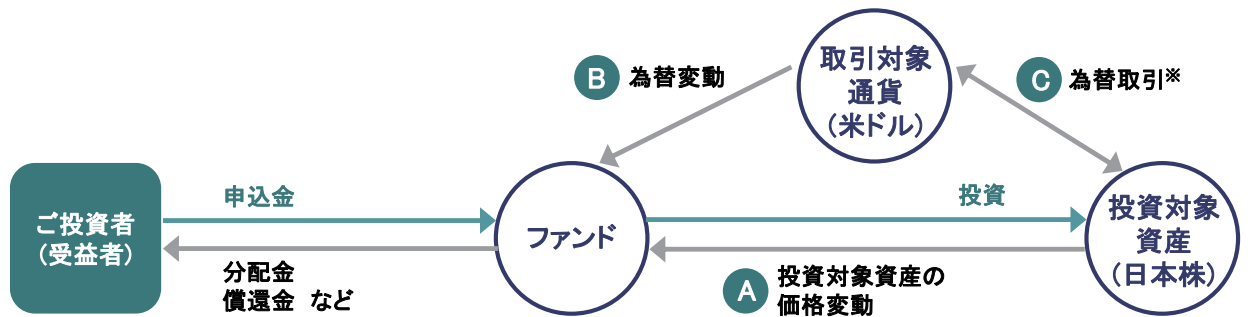 取引対象
通貨
(米ドル)
B 為替変動
C 為替取引※
ご投資者
(受益者)
申込金
分配金
償還金 など
ファンド
投資
A 投資対象資産の
価格変動
投資対象
資産
(日本株)